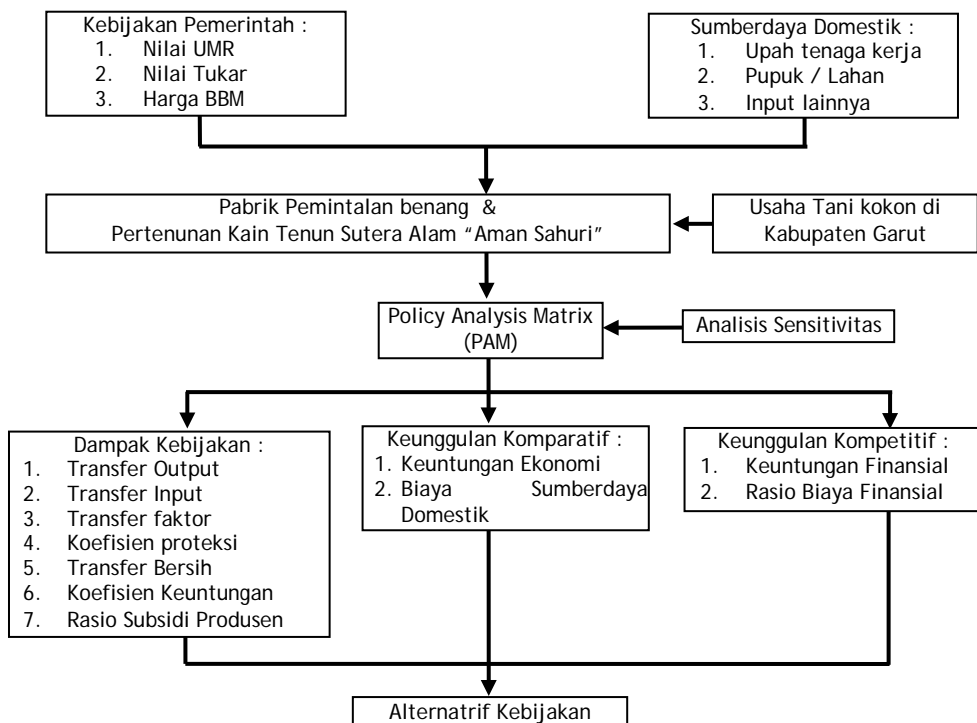 Kebijakan Pemerintah :
1. Nilai UMR
2. Nilai Tukar
3. Harga BBM
Sumberdaya Domestik :
1. Upah tenaga kerja
2. Pupuk / Lahan
3. Input lainnya
Pabrik Pemintalan benang &
Pertenunan Kain Tenun Sutera Alam “Aman Sahuri”
Usaha Tani kokon di
Kabupaten Garut
Policy Analysis Matrix
(PAM)
Analisis Sensitivitas
Dampak Kebijakan :
1. Transfer Output
2. Transfer Input
3. Transfer faktor
4. Koefisien proteksi
5. Transfer Bersih
6. Koefisien Keuntungan
7. Rasio Subsidi Produsen
Keunggulan Komparatif :
1. Keuntungan Ekonomi
2. Biaya Sumberdaya
Domestik
Keunggulan Kompetitif :
1. Keuntungan Finansial
2. Rasio Biaya Finansial
Alternatrif Kebijakan